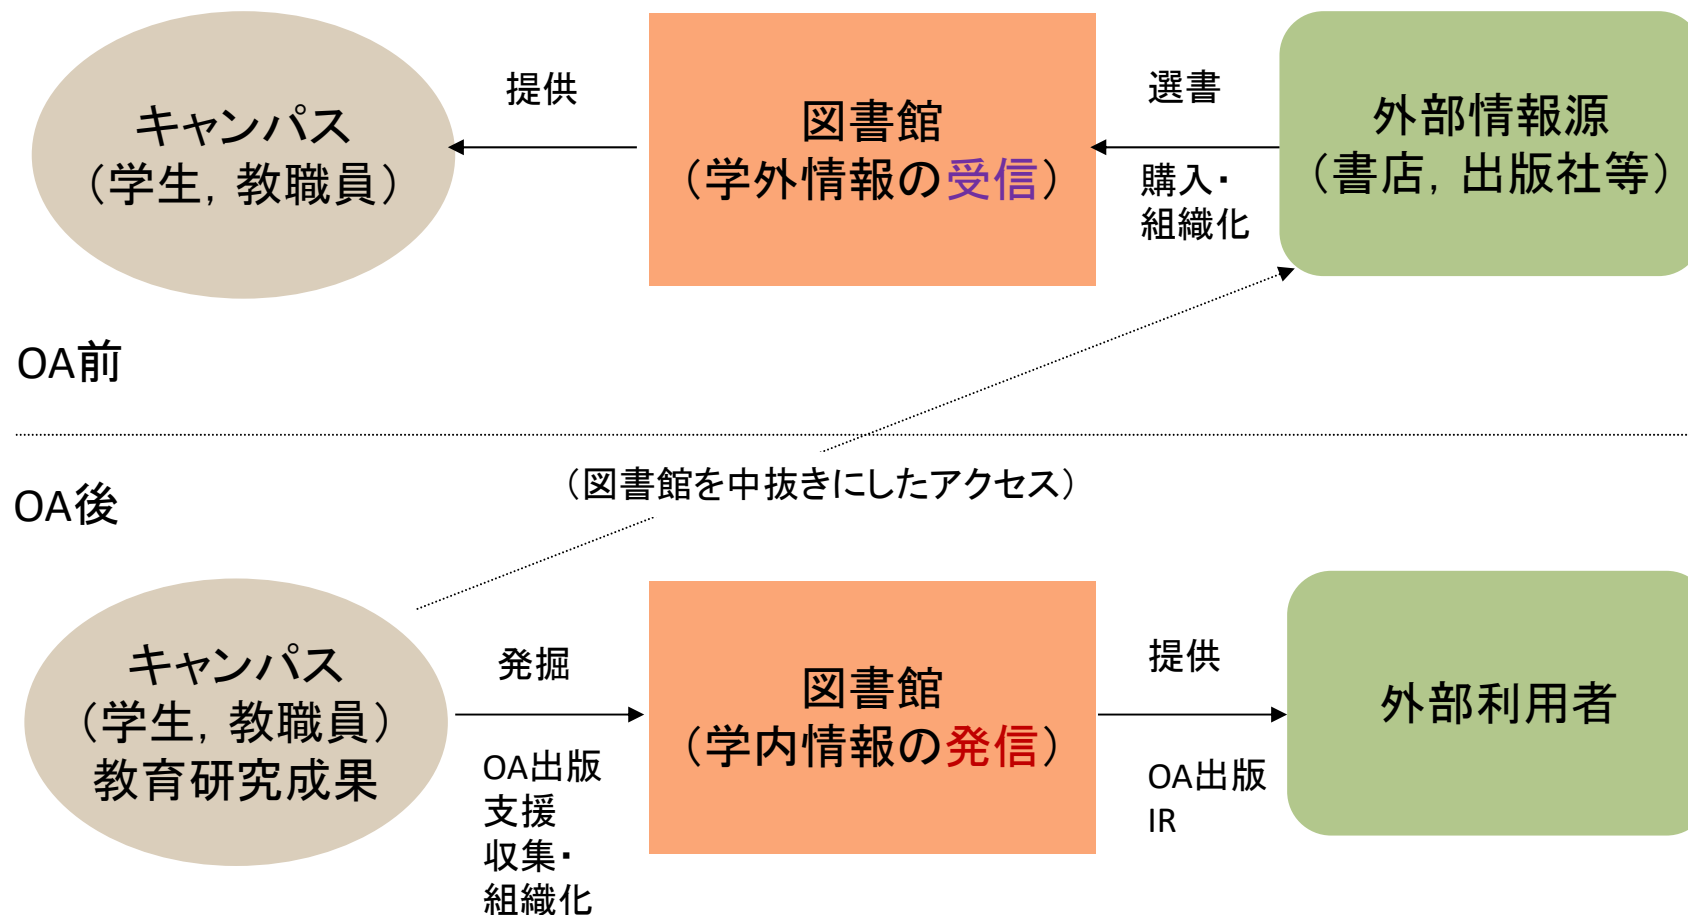 キャンパス
（学生，教職員）
提供
図書館
（学外情報の受信）
選書
購入・
組織化
外部情報源
（書店，出版社等）
OA前
（図書館を中抜きにしたアクセス）
OA後
キャンパス
（学生，教職員）
教育研究成果
発掘
OA出版
支援
収集・
組織化
図書館
（学内情報の発信）
提供
OA出版
IR
外部利用者